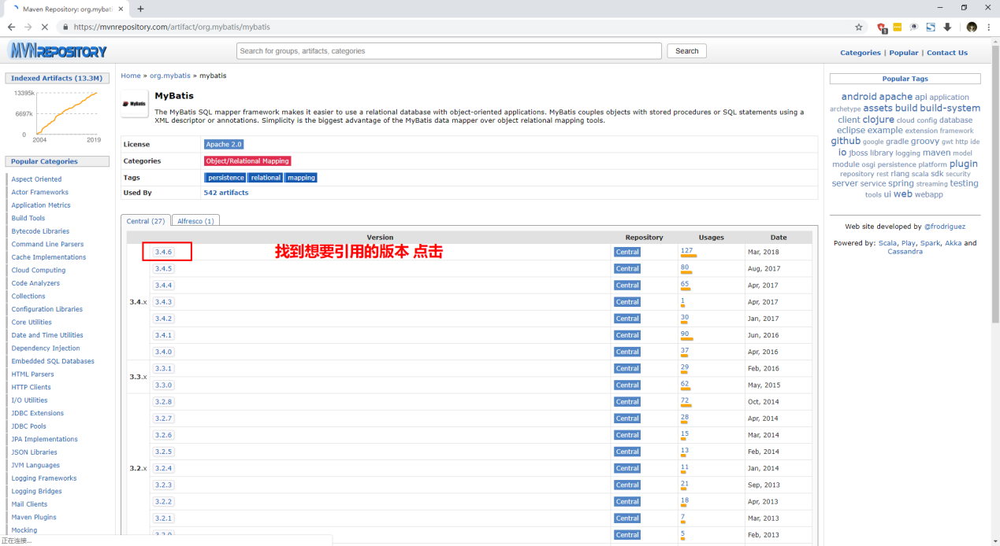 Maven Repository: org.mybati
https://mvnrepository.com/artifact/org.mybatis/mybatis
1
MVNREPOSITORY
Search for groups, artifacts, categories
Search
Categories | Popular | Contact Us
Indexed Artifacts (13.3M)
13395k
6697k
0
2004 2019
Popular Categories
Aspect Oriented
Actor Frameworks
Application Metrics
Build Tools
Bytecode Libraries
Command Line Parsers
Cache Implementations
Cloud Computing
Code Analyzers
Collections
Configuration Libraries
Core Utilities
Date and Time Utilities
Dependency Injection
Embedded SQL Databases
HTML Parsers
HTTP Clients
I/O Utilities
JDBC Extensions
JDBC Pools
JPA Implementations
JSON Libraries
JVM Languages
Logging Frameworks
Logging Bridges
Mail Clients
Maven Plugins
Mocking
正在连接...
Home » org.mybatis » mybatis
MyBatis
MyBatis
The MyBatis SQL mapper framework makes it easier to use a relational database with object-oriented applications. MyBatis couples objects with stored procedures or SQL statements using a
XML descriptor or annotations. Simplicity is the biggest advantage of the MyBatis data mapper over object relational mapping tools.
License Apache 2.0
Categories Object/Relational Mapping
Tags persistence relational mapping
Used By 542 artifacts
Central (27) Alfresco (1)
Version Repository Usages Date
3.4.6 找到想要引用的版本 点击 Central 127 Mar, 2018
3.4.5 Central 80 Aug, 2017
3.4.4 Central 65 Apr, 2017
3.4.x 3.4.3 Central 1 Apr, 2017
3.4.2 Central 30 Jan, 2017
3.4.1 Central 90 Jun, 2016
3.4.0 Central 37 Apr, 2016
3.3.x
3.3.1 Central 29 Feb, 2016
3.3.0 Central 62 May, 2015
3.2.8 Central 72 Oct, 2014
3.2.7 Central 28 Apr, 2014
3.2.6 Central 15 Mar, 2014
3.2.5 Central 13 Feb, 2014
3.2.x 3.2.4 Central 11 Jan, 2014
3.2.3 Central 21 Sep, 2013
3.2.2 Central 18 Apr, 2013
3.2.1 Central 7 Mar, 2013
3.2.0 Central 5 Feb, 2013
Popular Tags
android apache api application
archetype assets build build-system
client clojure cloud config database
eclipse example extension framework
github google gradle groovy gwt http ide
io jboss library logging maven model
module osgi persistence platform plugin
repository rest rlang scala sdk security
server service spring streaming testing
tools ui web webapp
Web site developed by @frodriguez
Powered by: Scala, Play, Spark, Akka and
Cassandra